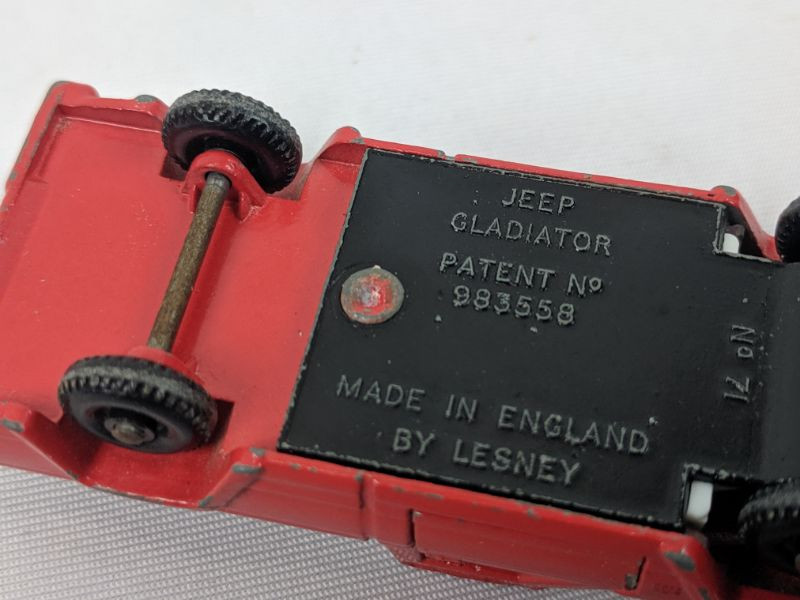 JEEP
GLADIATOR
PATENT Nº
983558
MADE IN ENGLAND
BY LESNEY
No 71